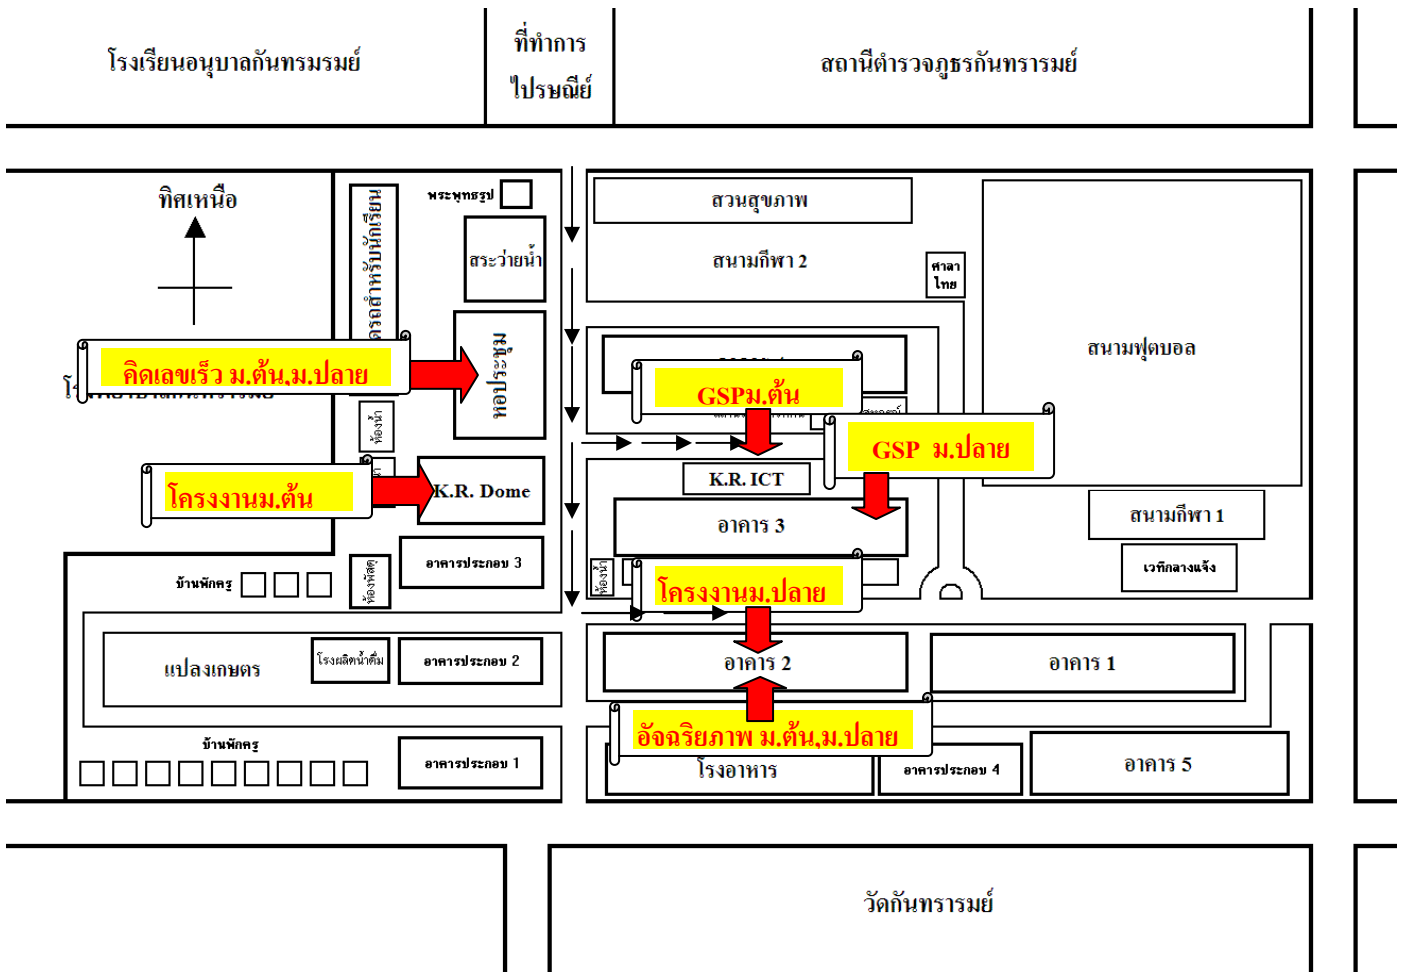 โรงเรียนอนุบาลกันทรมรมย์
ที่ทำการ
ไปรษณีย์
สถานีตำรวจภูธรกันทรารมย์
ทิศเหนือ
พระพุทธรูป
สระว่ายน้ำ
สวนสุขภาพ
สนามกีฬา 2
ศาลา
ไทย
สนามฟุตบอล
รถสำหรับนักเรียน
หอประชุม
คิดเลขเร็ว ม.ต้น,ม.ปลาย
GSPม.ต้น
GSP ม.ปลาย
ห้องน้ำ
K.R. ICT
โครงงานม.ต้น
K.R. Dome
อาคาร 3
สนามกีฬา 1
อาคารประกอบ 3
เวทีกลางแจ้ง
บ้านพักครู
ห้องพัสดุ
ห้องน้ำ
โครงงานม.ปลาย
แปลงเกษตร
โรงผลิตน้ำดื่ม
อาคารประกอบ 2
อาคาร 2
อาคาร 1
อัจฉริยภาพ ม.ต้น,ม.ปลาย
บ้านพักครู
อาคารประกอบ 1
โรงอาหาร
อาคารประกอบ 4
อาคาร 5
วัดกันทรารมย์